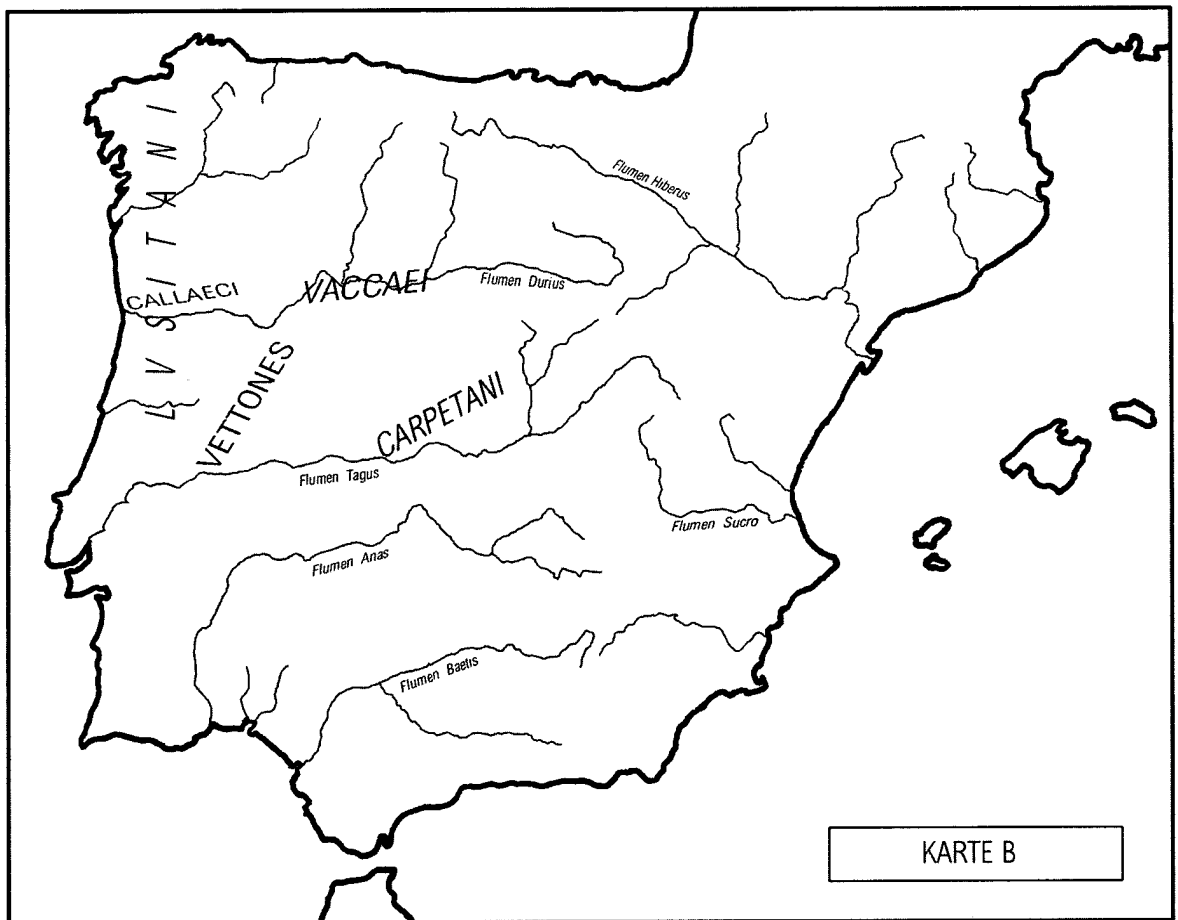 LVSITANI
Flumen Hiberus
CALLAECI
VACCAEI
Flumen Durius
VETTONES
CARPETANI
Flumen Tagus
Flumen Sucro
Flumen Anas
Flumen Baetis
KARTE B